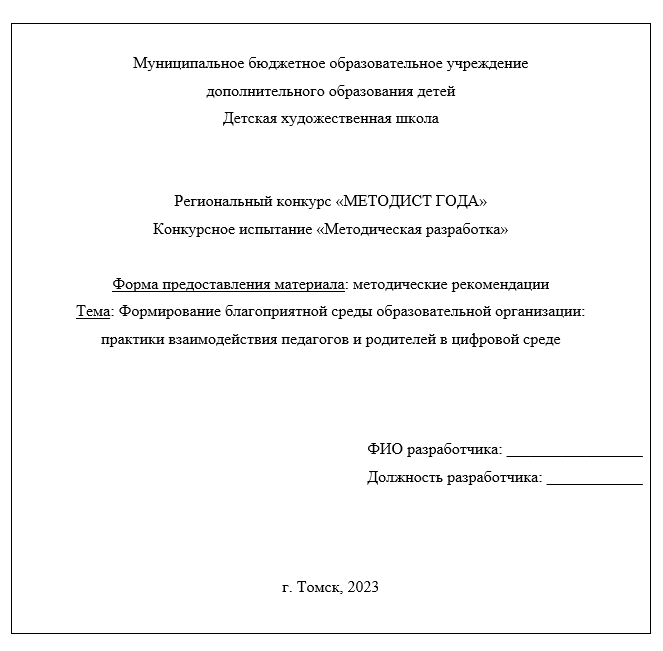 Муниципальное бюджетное образовательное учреждение
дополнительного образования детей
Детская художественная школа
Региональный конкурс «МЕТОДИСТ ГОДА»
Конкурсное испытание «Методическая разработка»
Форма предоставления материала: методические рекомендации
Тема: Формирование благоприятной среды образовательной организации:
практики взаимодействия педагогов и родителей в цифровой среде
ФИО разработчика: _________________
Должность разработчика: ____________
г. Томск, 2023